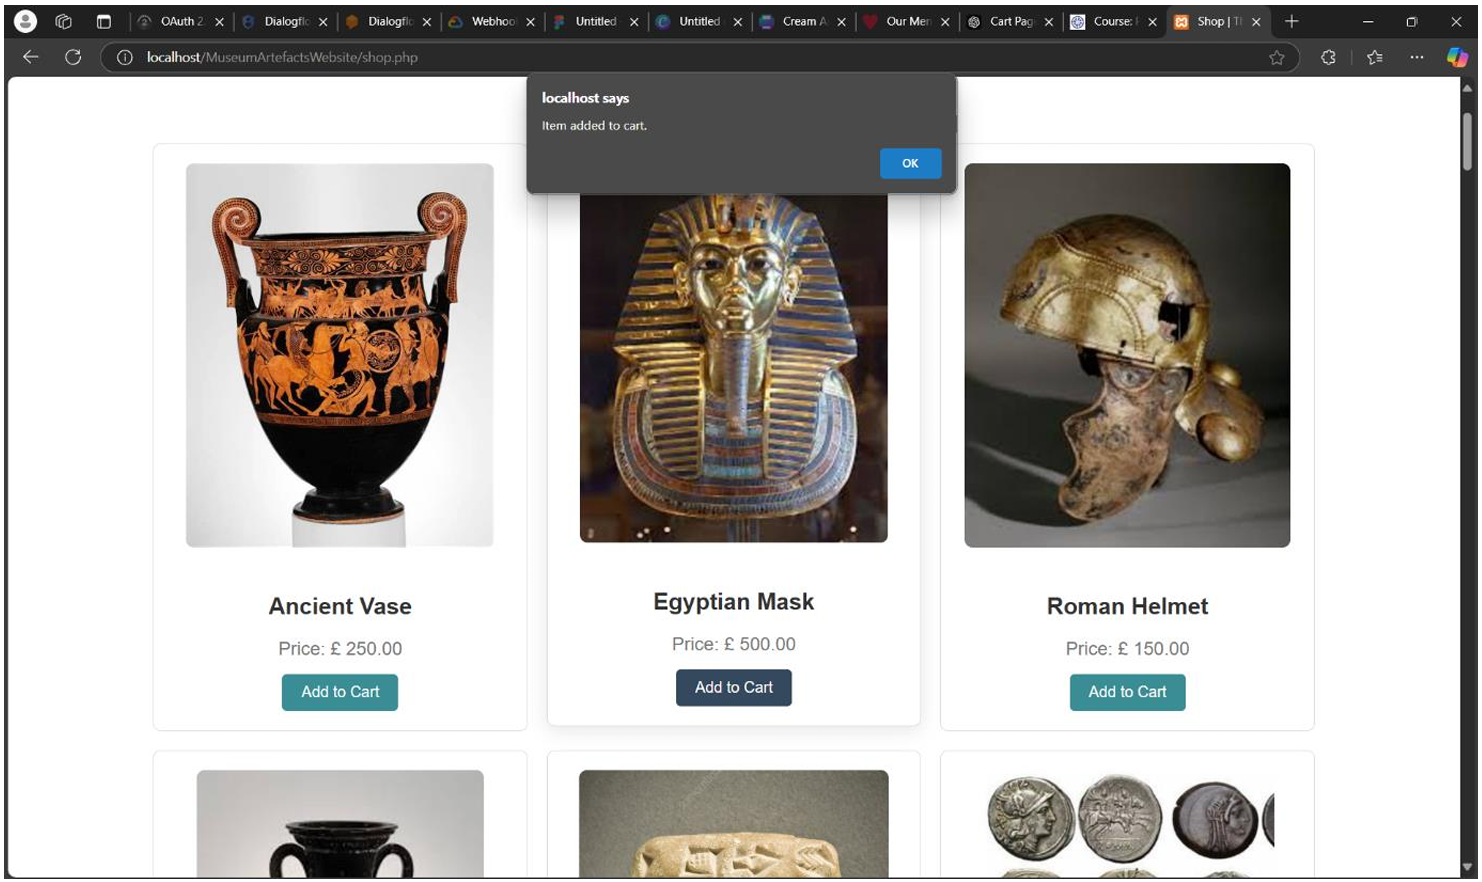 OAuth 2.
Dialogflo
Dialogflo
Webhoo
Untitled
Untitled
Cream A
Our Mem
Cart Pag
Course:
Shop | Th
localhost/MuseumArtefactsWebsite/shop.php
localhost says
Item added to cart.
OK
Ancient Vase
Price: £ 250.00
Add to Cart
Egyptian Mask
Price: £ 500.00
Add to Cart
Roman Helmet
Price: £ 150.00
Add to Cart